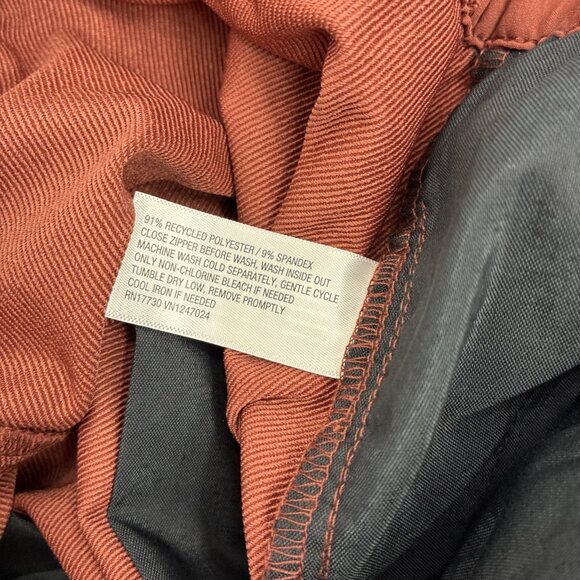 91% RECYCLED POLYESTER / 9% SPANDEX
CLOSE ZIPPER BEFORE WASH, WASH INSIDE OUT
MACHINE WASH COLD SEPARATELY, GENTLE CYCLE
ONLY NON-CHLORINE BLEACH IF NEEDED
TUMBLE DRY LOW, REMOVE PROMPTLY
COOL IRON IF NEEDED
RN17730 VN1247024